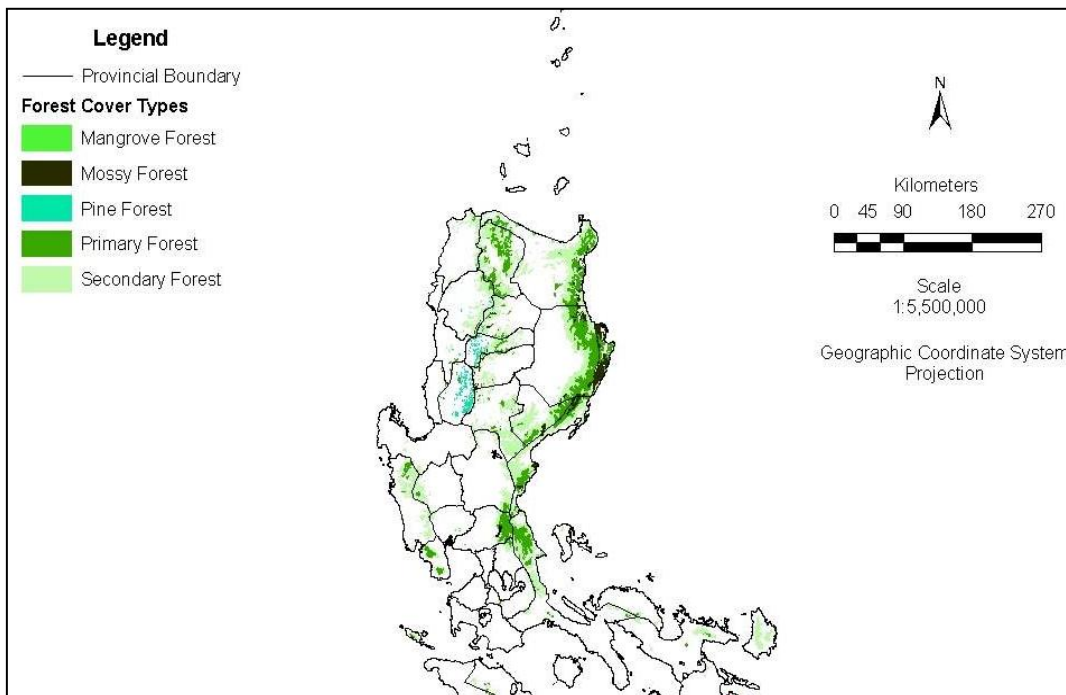 Legend
Provincial Boundary
Forest Cover Types
Mangrove Forest
Mossy Forest
Pine Forest
Primary Forest
Secondary Forest
N
Kilometers
0 45 90 180 270
Scale
1:5,500,000
Geographic Coordinate System
Projection